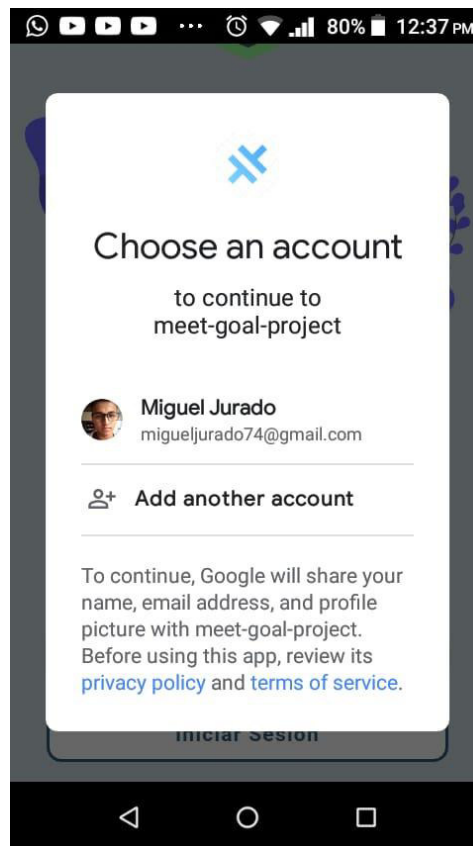 80% 12:37 PM
Choose an account
to continue to
meet-goal-project
Miguel Jurado
migueljurado74@gmail.com
Add another account
To continue, Google will share your
name, email address, and profile
picture with meet-goal-project.
Before using this app, review its
privacy policy and terms of service.
Iniciar Sesión